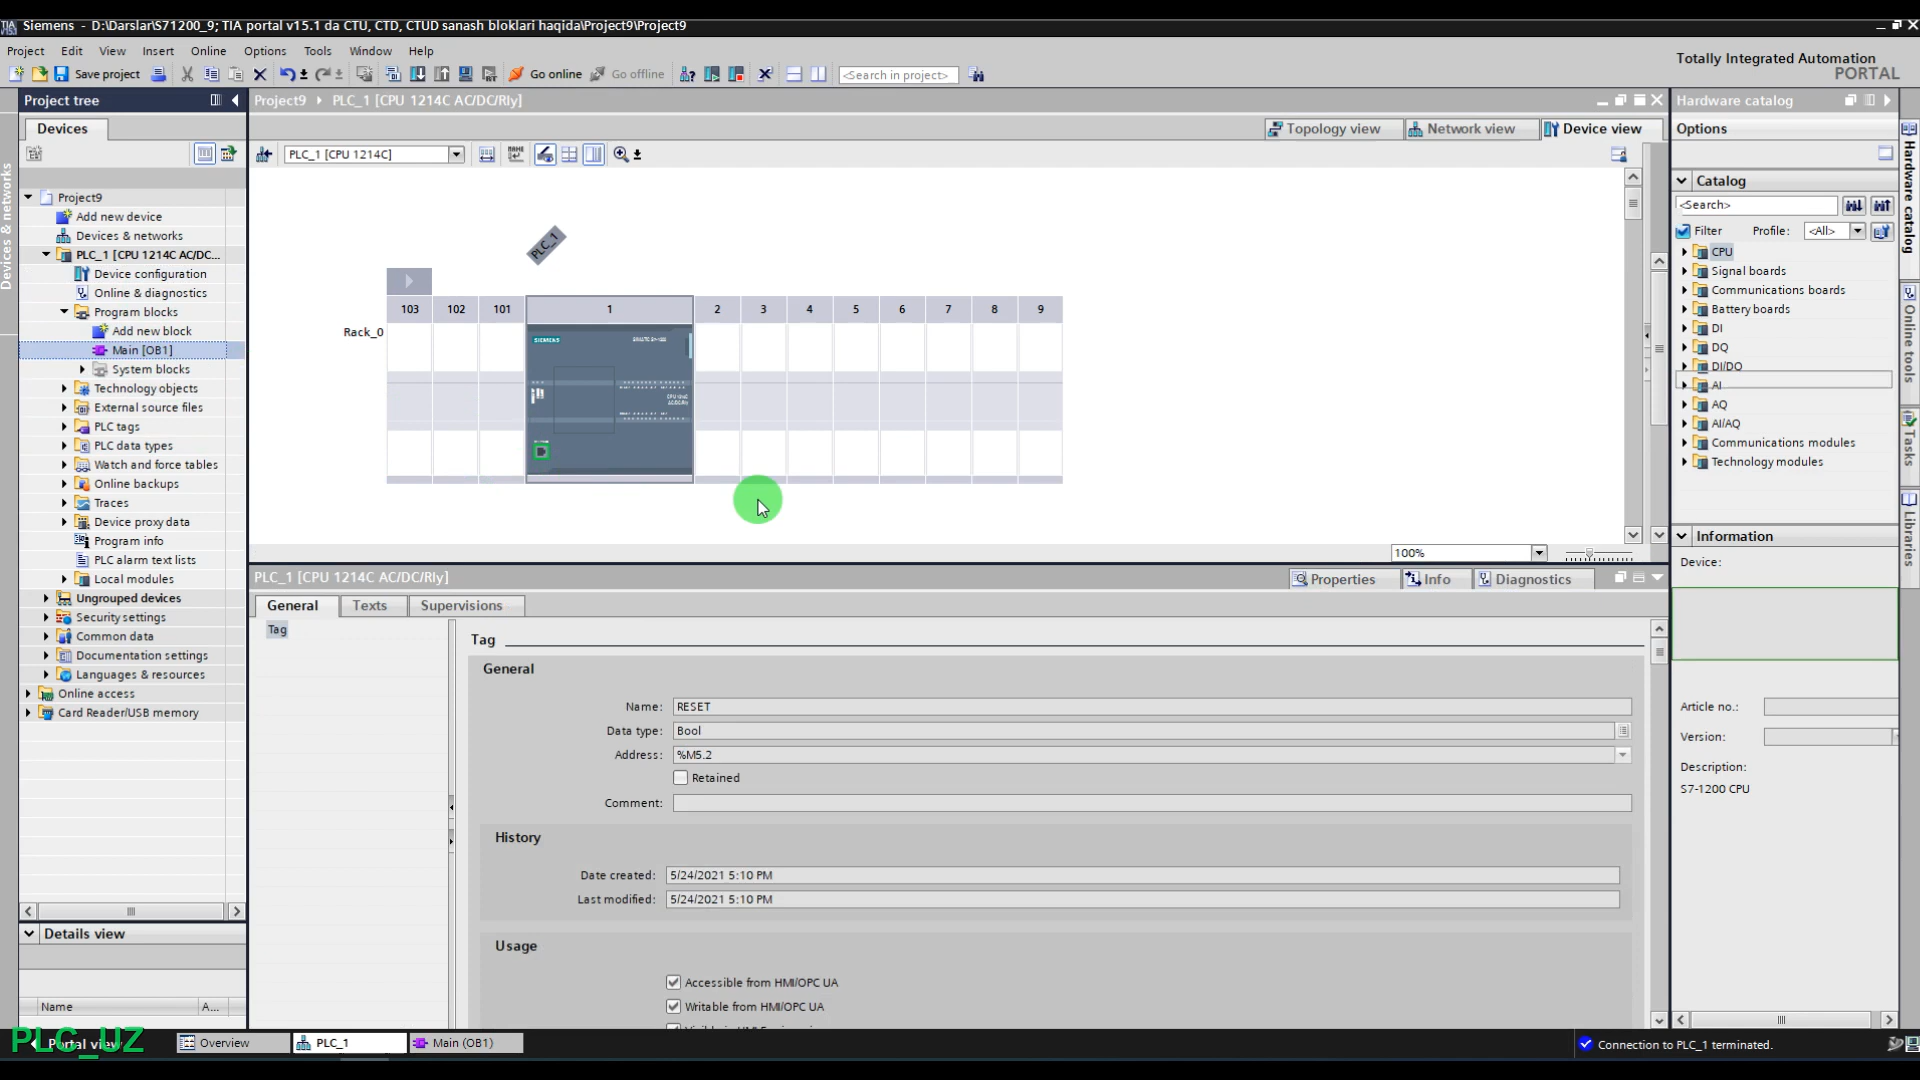 Siemens - D:\Darslar\S71200_9; TIA portal v15.1 da CTU, CTD, CTUD sanash bloklari haqida\Project9\Project9
Project Edit View Insert Online Options Tools Window Help
Totally Integrated Automation
PORTAL
Save project Go online Go offline <Search in project>
Project tree
Project9 PLC_1 [CPU 1214C AC/DC/Rly]
Hardware catalog
Devices
Topology view Network view Device view
Options
PLC_1 [CPU 1214C]
Catalog
<Search>
Filter Profile: <All>
CPU
Signal boards
Communications boards
Battery boards
DI
DQ
DI/DQ
AI
AQ
AI/AQ
Communications modules
Technology modules
Project9
Add new device
Devices & networks
PLC_1 [CPU 1214C AC/DC...
Device configuration
Online & diagnostics
Program blocks
Add new block
Main [OB1]
System blocks
Technology objects
External source files
PLC tags
PLC data types
Watch and force tables
Online backups
Traces
Device proxy data
Program info
PLC alarm text lists
Local modules
Ungrouped devices
Security settings
Common data
Documentation settings
Languages & resources
Online access
Card Reader/USB memory
Devices & networks
PLC_1
103 102 101 1 2 3 4 5 6 7 8 9
Rack_0
SIEMENS
100%
PLC_1 [CPU 1214C AC/DC/Rly]
Properties Info Diagnostics
General Texts Supervisions
Tag
Tag
General
Name: RESET
Data type: Bool
Address: %M5.2
Retained
Comment:
History
Date created: 5/24/2021 5:10 PM
Last modified: 5/24/2021 5:10 PM
Usage
Accessible from HMI/OPC UA
Writable from HMI/OPC UA
Information
Device:
Article no.:
Version:
Description:
S7-1200 CPU
Hardware catalog
Online tools
Tasks
Libraries
Details view
Name A...
PLC_UZ
Portal view Overview PLC_1 Main (OB1)
Connection to PLC_1 terminated.